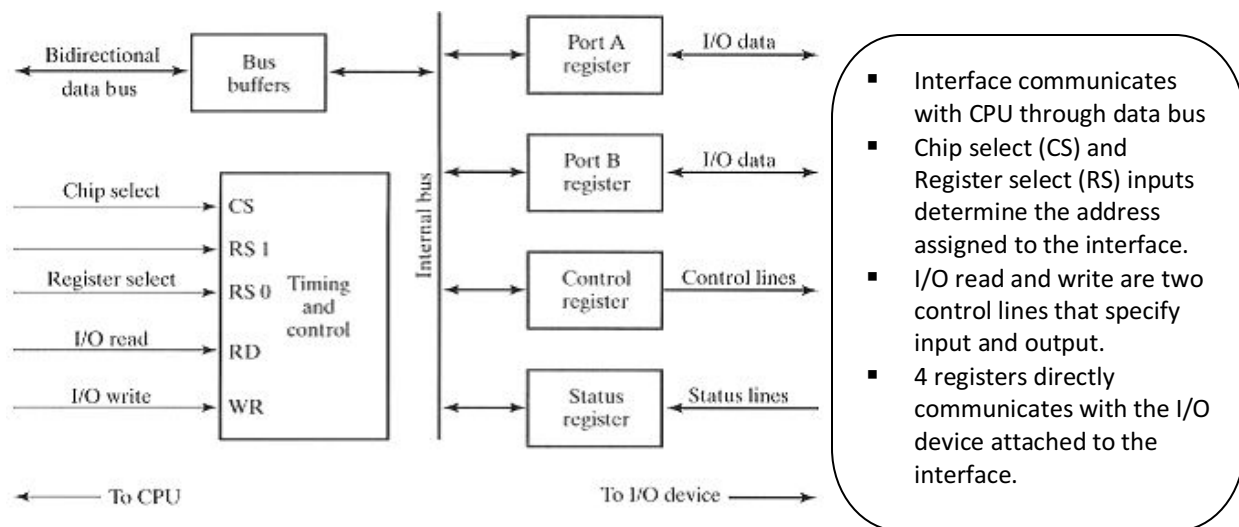 Bidirectional
data bus
Bus
buffers
Port A
register
I/O data
Port B
register
I/O data
Chip select
CS
RS 1
Register select
RS 0
Timing
and
control
I/O read
RD
I/O write
WR
Internal bus
Control
register
Control lines
Status
register
Status lines
To CPU
To I/O device
▪ Interface communicates
with CPU through data bus
▪ Chip select (CS) and
Register select (RS) inputs
determine the address
assigned to the interface.
▪ I/O read and write are two
control lines that specify
input and output.
▪ 4 registers directly
communicates with the I/O
device attached to the
interface.